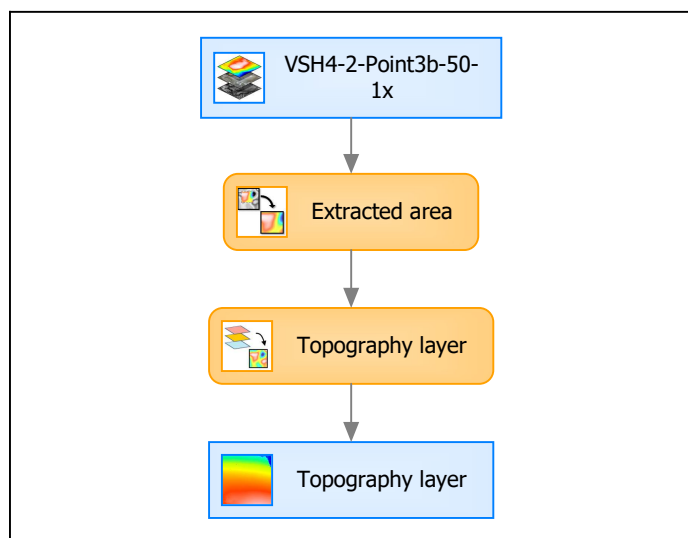 VSH4-2-Point3b-50-
1x
Extracted area
Topography layer
Topography layer